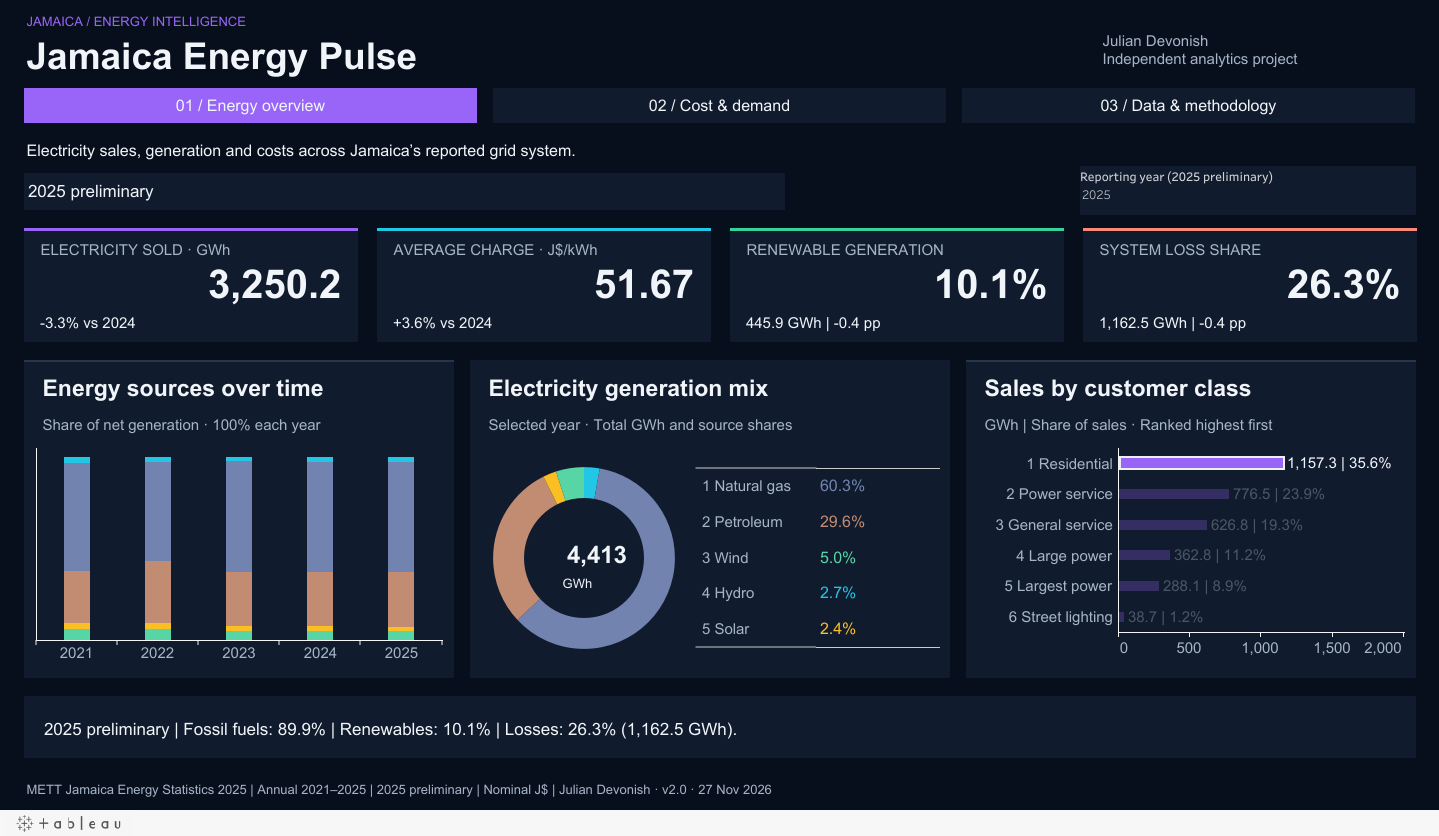 JAMAICA / ENERGY INTELLIGENCE
Jamaica Energy Pulse
Julian Devonish
Independent analytics project
01 / Energy overview
02 / Cost & demand
03 / Data & methodology
Electricity sales, generation and costs across Jamaica’s reported grid system.
2025 preliminary
Reporting year (2025 preliminary)
2025
ELECTRICITY SOLD · GWh
3,250.2
-3.3% vs 2024
AVERAGE CHARGE · J$/kWh
51.67
+3.6% vs 2024
RENEWABLE GENERATION
10.1%
445.9 GWh | -0.4 pp
SYSTEM LOSS SHARE
26.3%
1,162.5 GWh | -0.4 pp
Energy sources over time
Share of net generation · 100% each year
2021 2022 2023 2024 2025
Electricity generation mix
Selected year · Total GWh and source shares
4,413
GWh
1 Natural gas 60.3%
2 Petroleum 29.6%
3 Wind 5.0%
4 Hydro 2.7%
5 Solar 2.4%
Sales by customer class
GWh | Share of sales · Ranked highest first
1 Residential 1,157.3 | 35.6%
2 Power service 776.5 | 23.9%
3 General service 626.8 | 19.3%
4 Large power 362.8 | 11.2%
5 Largest power 288.1 | 8.9%
6 Street lighting 38.7 | 1.2%
0 500 1,000 1,500 2,000
2025 preliminary | Fossil fuels: 89.9% | Renewables: 10.1% | Losses: 26.3% (1,162.5 GWh).
METT Jamaica Energy Statistics 2025 | Annual 2021–2025 | 2025 preliminary | Nominal J$ | Julian Devonish · v2.0 · 27 Nov 2026
+ableau